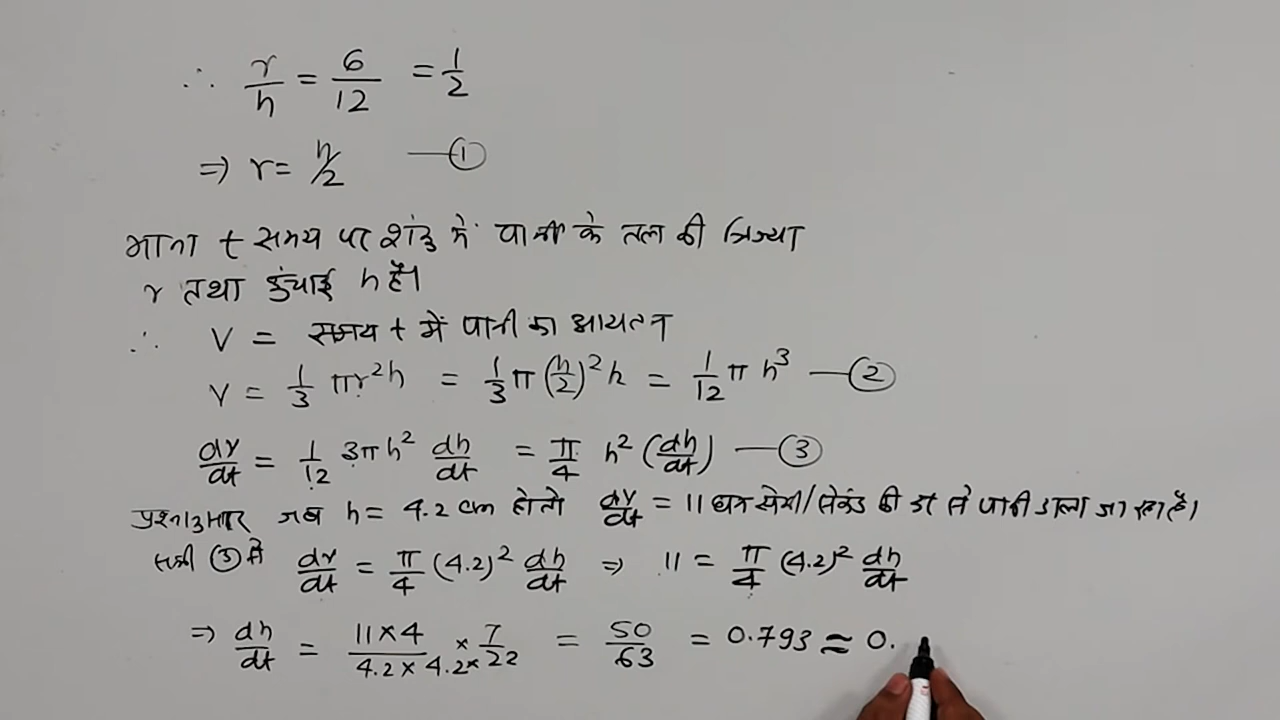 ∴ r/h = 6/12 = 1/2
⇒ r = h/2 —①
माना t समय पर शंकु में पानी के तल की त्रिज्या
r तथा ऊंचाई h है।
∴ V = समय t में पानी का आयतन
V = 1/3 πr²h = 1/3 π (h/2)² h = 1/12 π h³ —②
dv/dt = 1/12 3πh² dh/dt = π/4 h² (dh/dt) —③
प्रश्नानुसार जब h = 4.2 cm हो तो dv/dt = 11 घन सेमी/सेकंड की दर से पानी डाला जा रहा है।
समी ③ से dv/dt = π/4 (4.2)² dh/dt ⇒ 11 = π/4 (4.2)² dh/dt
⇒ dh/dt = 11×4/4.2×4.2 × 7/22 = 50/63 = 0.793 ≈ 0.